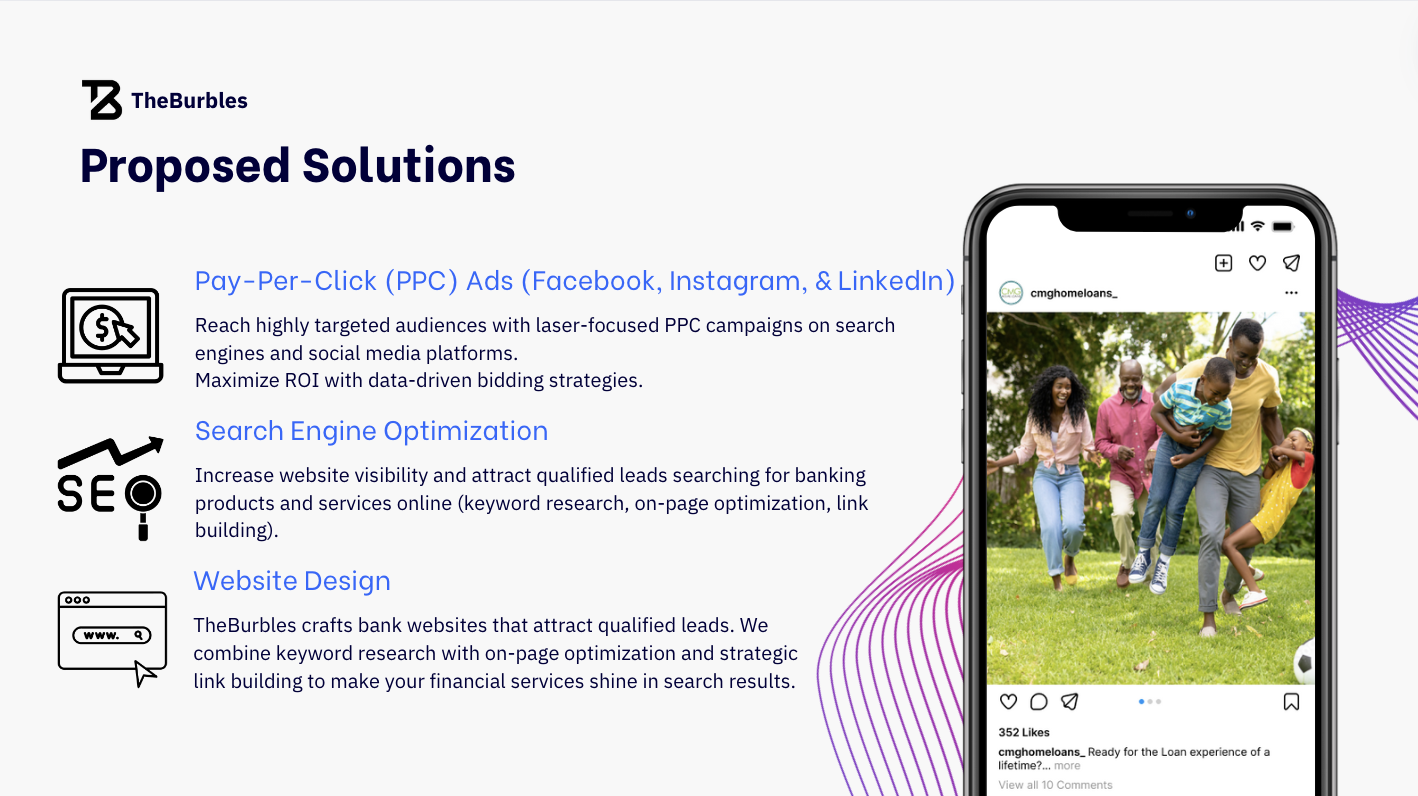 TheBurbles
Proposed Solutions
Pay-Per-Click (PPC) Ads (Facebook, Instagram, & LinkedIn)
Reach highly targeted audiences with laser-focused PPC campaigns on search
engines and social media platforms.
Maximize ROI with data-driven bidding strategies.
SEO
Search Engine Optimization
Increase website visibility and attract qualified leads searching for banking
products and services online (keyword research, on-page optimization, link
building).
www.
Website Design
TheBurbles crafts bank websites that attract qualified leads. We
combine keyword research with on-page optimization and strategic
link building to make your financial services shine in search results.
CMG
cmghomeloans_
352 Likes
cmghomeloans_ Ready for the Loan experience of a
lifetime?... more
View all 10 Comments